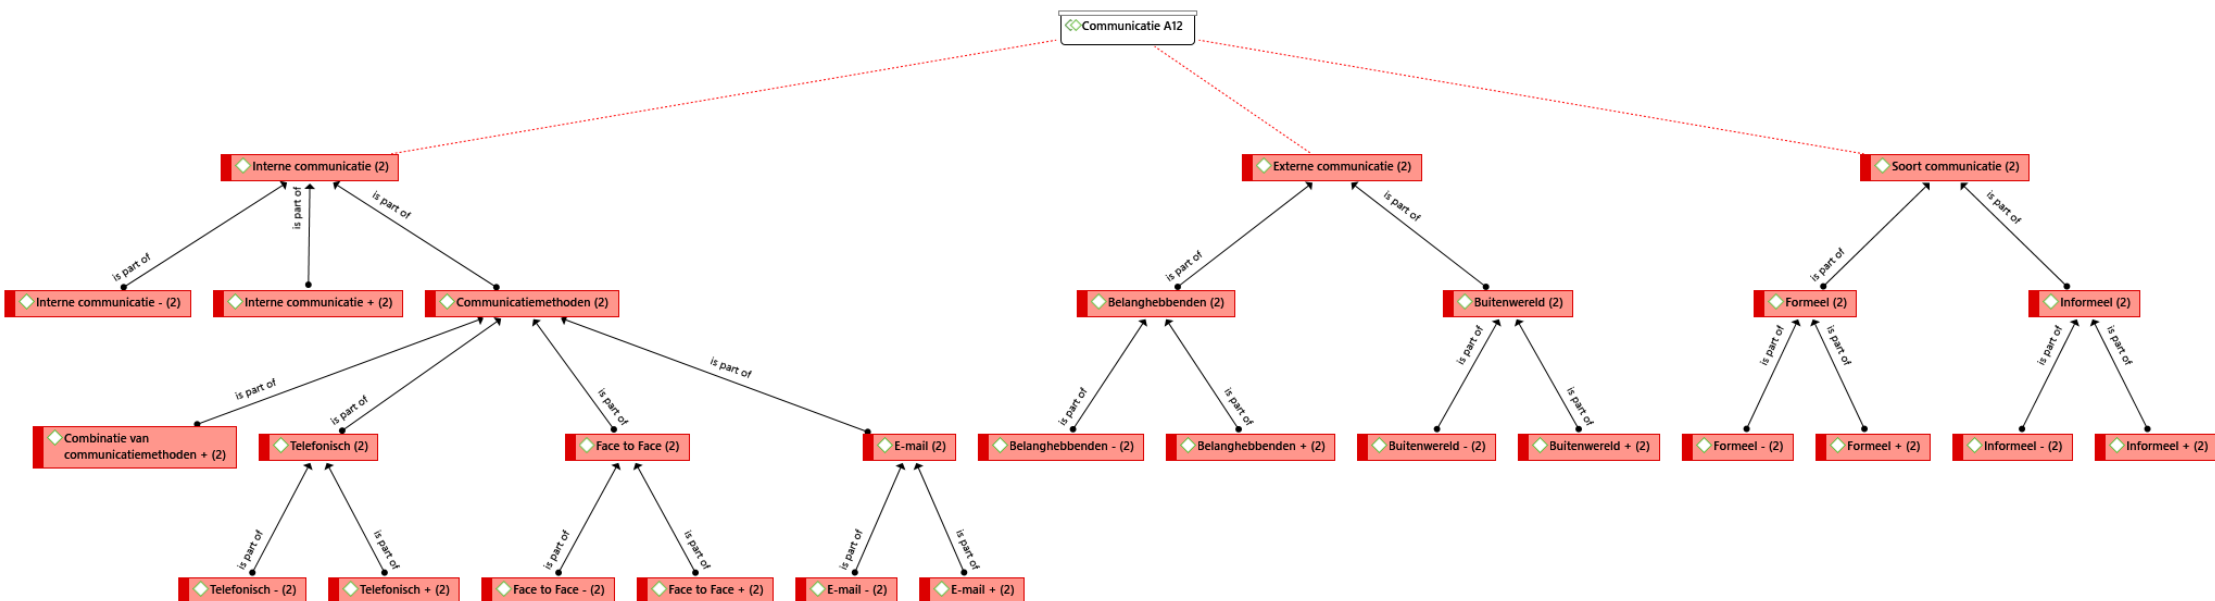 Communicatie A12
Interne communicatie (2)
Externe communicatie (2)
Soort communicatie (2)
is part of
is part of
is part of
is part of
is part of
is part of
is part of
Interne communicatie - (2)
Interne communicatie + (2)
Communicatiemethoden (2)
Belanghebbenden (2)
Buitenwereld (2)
Formeel (2)
Informeel (2)
is part of
is part of
is part of
is part of
is part of
is part of
is part of
is part of
is part of
is part of
is part of
is part of
Combinatie van
communicatiemethoden + (2)
Telefonisch (2)
Face to Face (2)
E-mail (2)
Belanghebbenden - (2)
Belanghebbenden + (2)
Buitenwereld - (2)
Buitenwereld + (2)
Formeel - (2)
Formeel + (2)
Informeel - (2)
Informeel + (2)
is part of
is part of
is part of
is part of
is part of
is part of
Telefonisch - (2)
Telefonisch + (2)
Face to Face - (2)
Face to Face + (2)
E-mail - (2)
E-mail + (2)